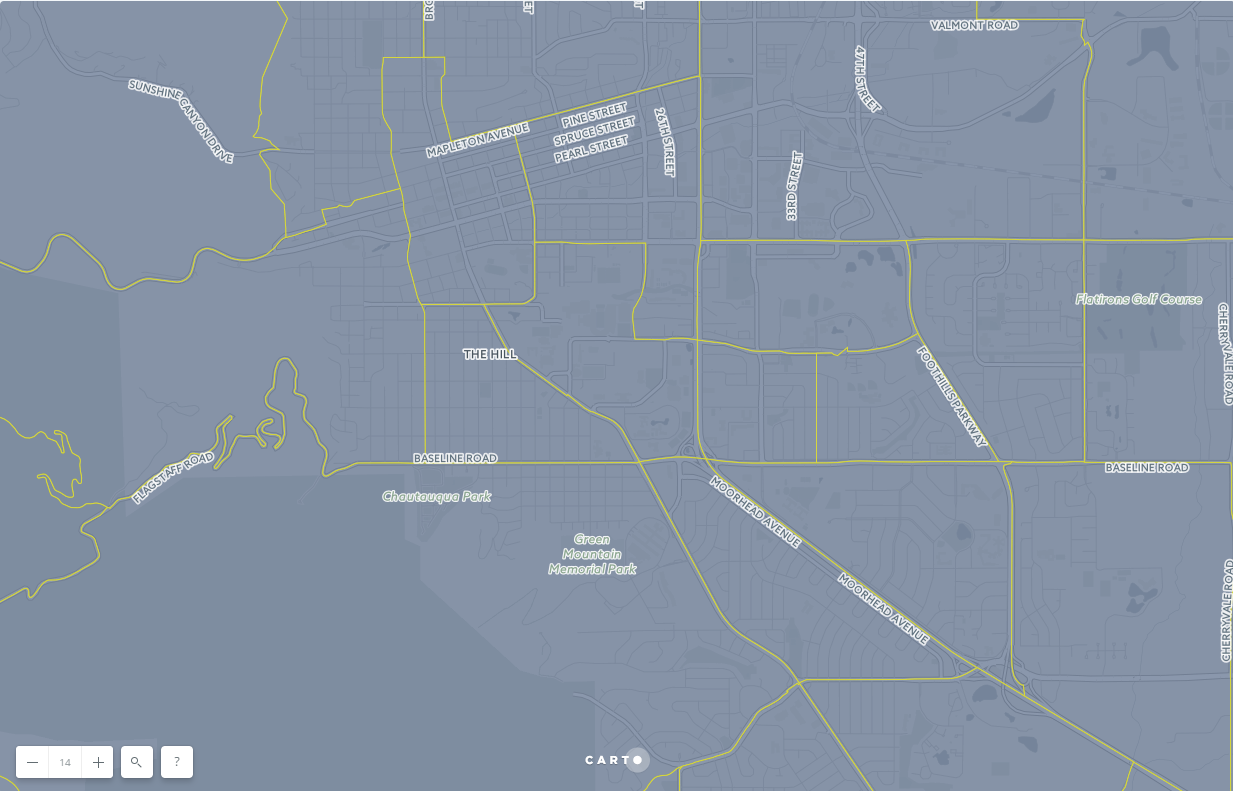 BRO
ET
T
VALMONT ROAD
47TH STREET
SUNSHINE CANYON DRIVE
PINE STREET
MAPLETON AVENUE
SPRUCE STREET
26TH STREET
PEARL STREET
33RD STREET
Flatirons Golf Course
CHERRYVALE ROAD
THE HILL
FOOTHILLS PARKWAY
BASELINE ROAD
BASELINE ROAD
FLAGSTAFF ROAD
Chautauqua Park
MOORHEAD AVENUE
Green
Mountain
Memorial Park
MOORHEAD AVENUE
CHERRYVALE ROAD
14
?
CARTO